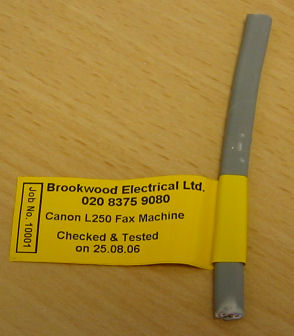 Brookwood Electrical Ltd.
020 8375 9080
Canon L250 Fax Machine
Checked & Tested
on 25.08.06
Job No: 10001